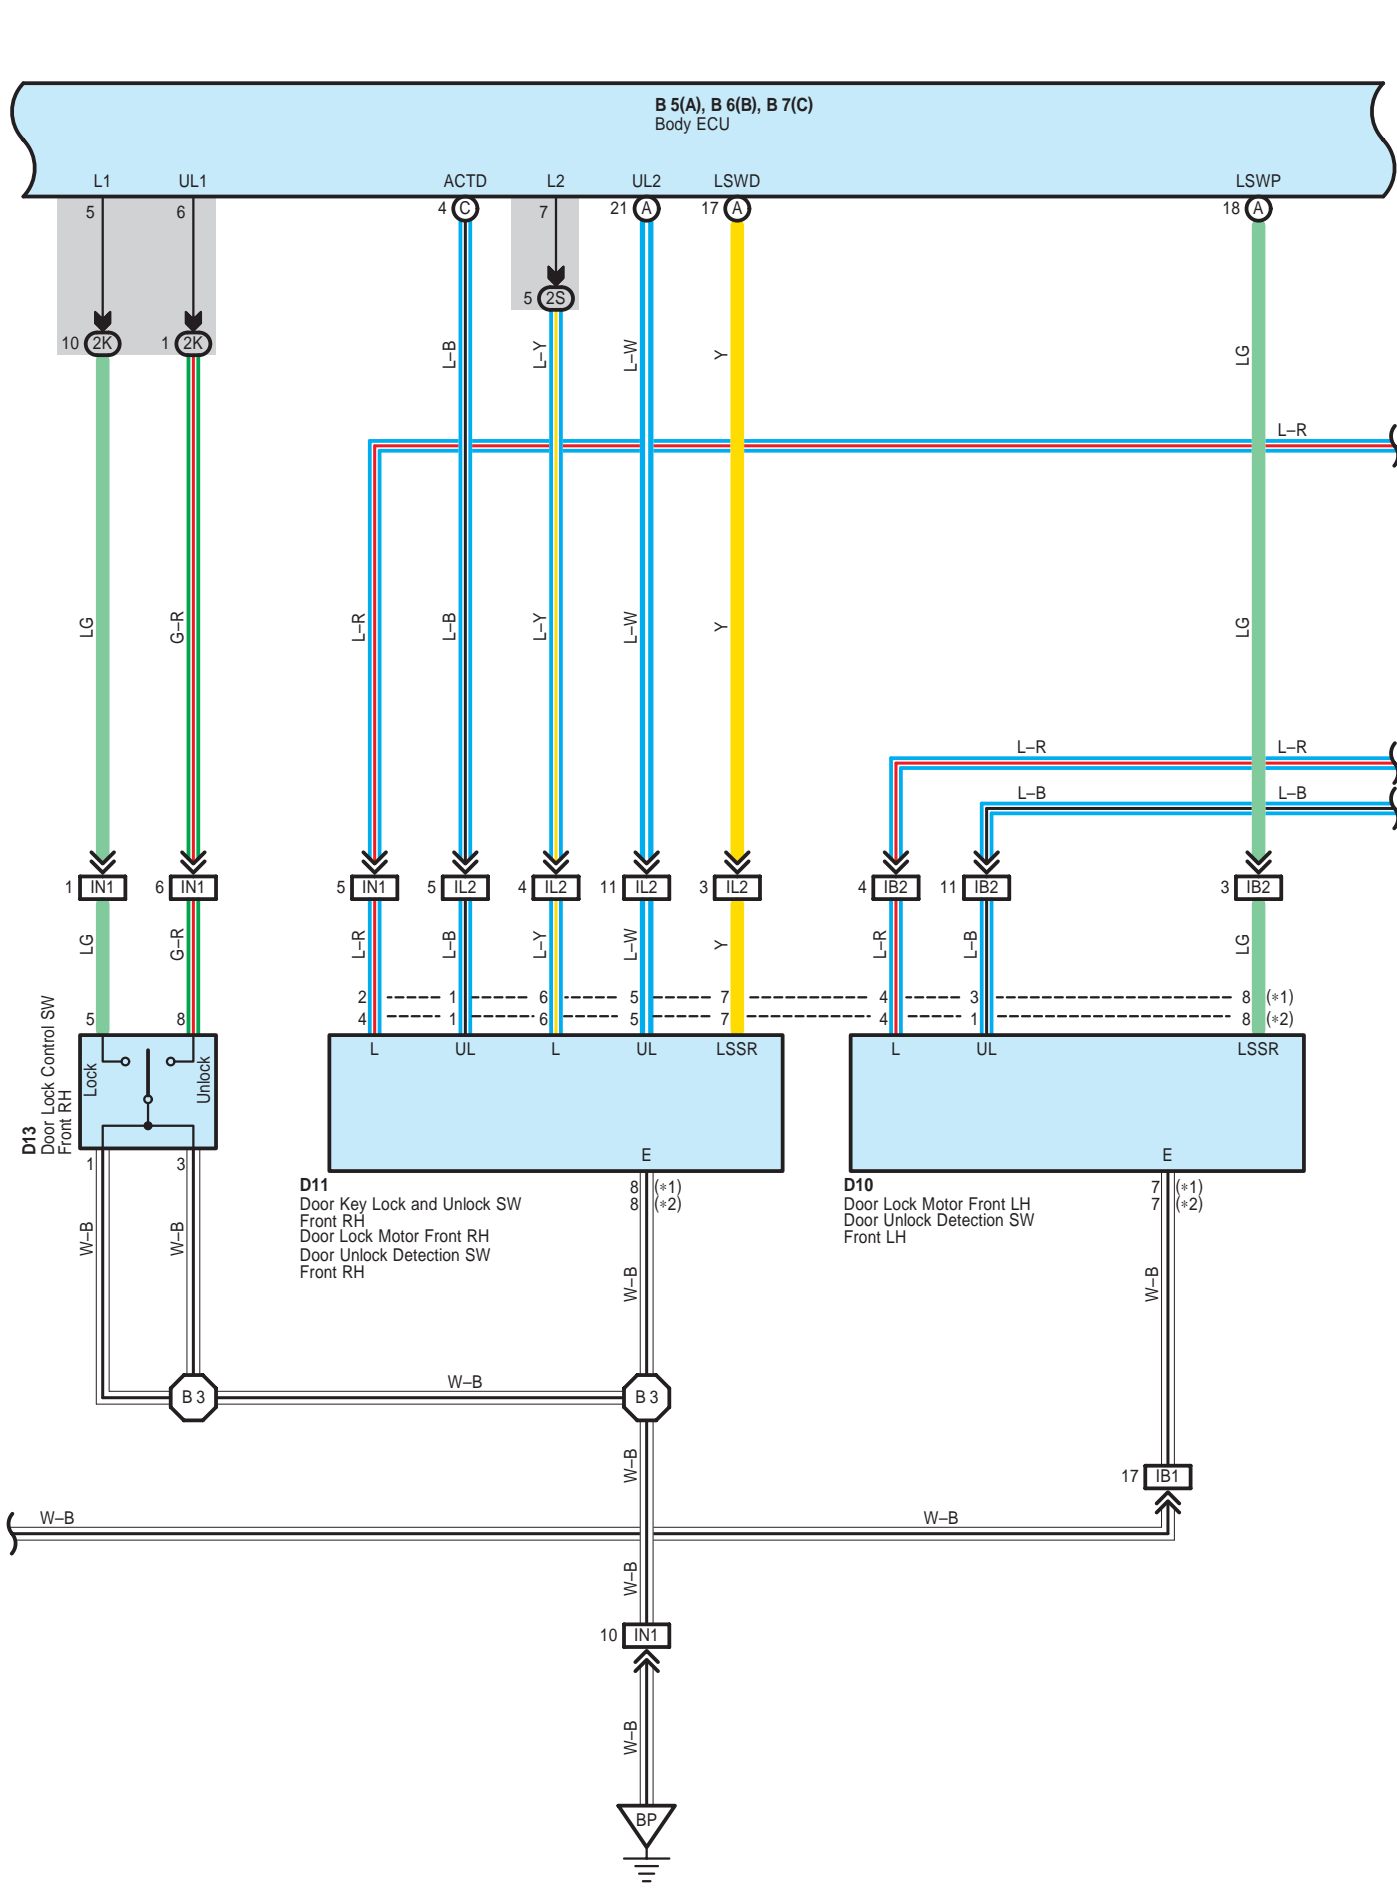 B 5(A), B 6(B), B 7(C)
Body ECU
L1 UL1 ACTD L2 UL2 LSWD LSWP
5 6 4 C 7 21 A 17 A 18 A
5 2S
10 2K 1 2K
L–B L–Y L–W Y LG
L–R
LG G–R L–R L–B L–Y L–W Y LG
L–R L–R
L–B L–B
1 IN1 6 IN1 5 IN1 5 IL2 4 IL2 11 IL2 3 IL2 4 IB2 11 IB2 3 IB2
LG G–R L–R L–B L–Y L–W Y L–R L–B LG
2 1 6 5 7 4 3 8 (*1)
5 8 4 1 6 5 7 4 1 8 (*2)
L UL L UL LSSR L UL LSSR
Lock Unlock
D13
Door Lock Control SW
Front RH
E E
1 3
D11
Door Key Lock and Unlock SW
Front RH
Door Lock Motor Front RH
Door Unlock Detection SW
Front RH
8 (*1)
8 (*2)
D10
Door Lock Motor Front LH
Door Unlock Detection SW
Front LH
7 (*1)
7 (*2)
W–B W–B
W–B W–B
W–B
B 3 B 3
W–B
17 IB1
W–B W–B
W–B
10 IN1
W–B
BP